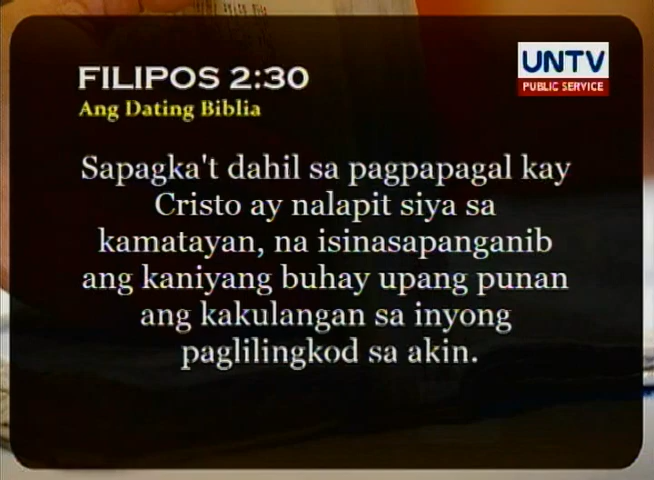 FILIPOS 2:30
Ang Dating Biblia
UNTV
PUBLIC SERVICE
Sapagka't dahil sa pagpapagal kay
Cristo ay nalapit siya sa
kamatayan, na isinasapanganib
ang kaniyang buhay upang punan
ang kakulangan sa inyong
paglilingkod sa akin.